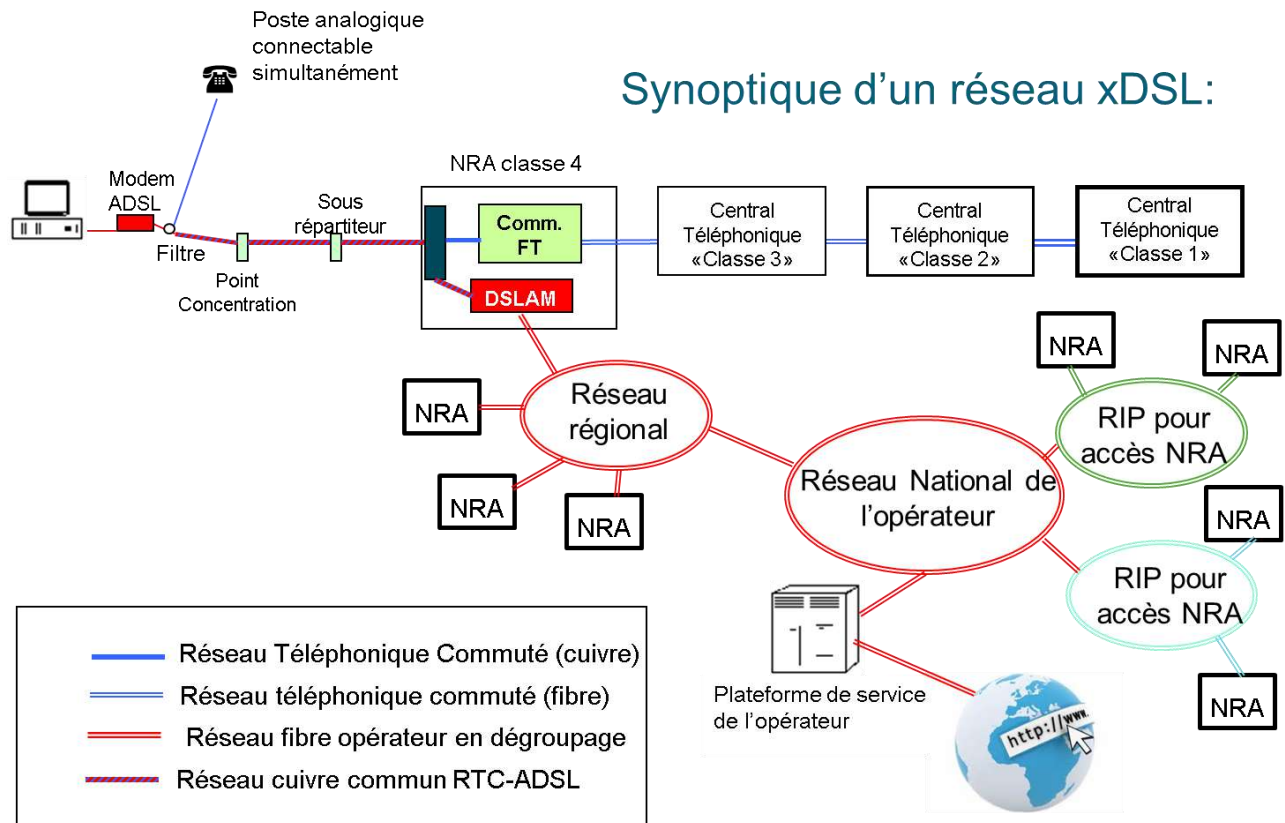 Poste analogique
connectable
simultanément
Synoptique d'un réseau xDSL:
NRA classe 4
Modem
ADSL
Filtre
Point
Concentration
Sous
répartiteur
Comm.
FT
DSLAM
Central
Téléphonique
«Classe 3»
Central
Téléphonique
«Classe 2»
Central
Téléphonique
«Classe 1»
NRA
NRA
NRA
Réseau
régional
Réseau National de
l'opérateur
NRA
NRA
RIP pour
accès NRA
NRA
RIP pour
accès NRA
NRA
Plateforme de service
de l'opérateur
http://www.
Réseau Téléphonique Commuté (cuivre)
Réseau téléphonique commuté (fibre)
Réseau fibre opérateur en dégroupage
Réseau cuivre commun RTC-ADSL